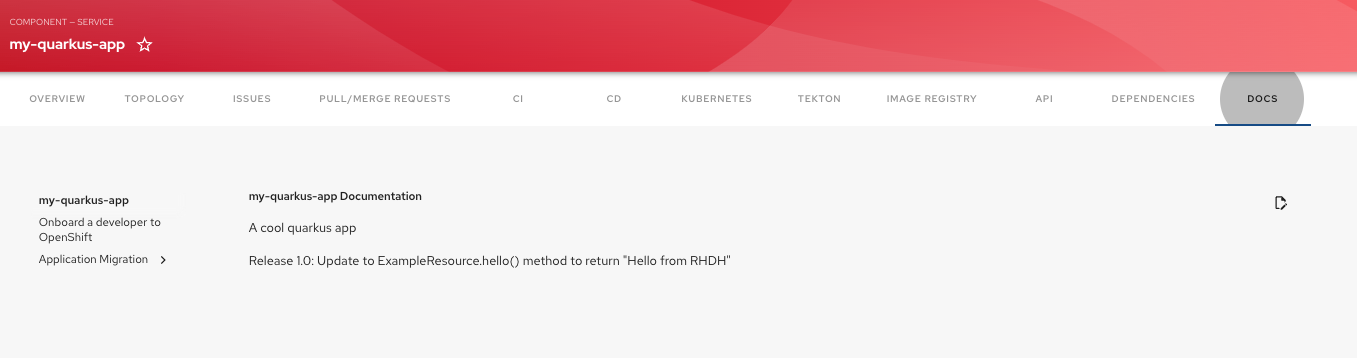 COMPONENT — SERVICE
my-quarkus-app
OVERVIEW TOPOLOGY ISSUES PULL/MERGE REQUESTS CI CD KUBERNETES TEKTON IMAGE REGISTRY API DEPENDENCIES DOCS
my-quarkus-app
Onboard a developer to
OpenShift
Application Migration
my-quarkus-app Documentation
A cool quarkus app
Release 1.0: Update to ExampleResource.hello() method to return "Hello from RHDH"